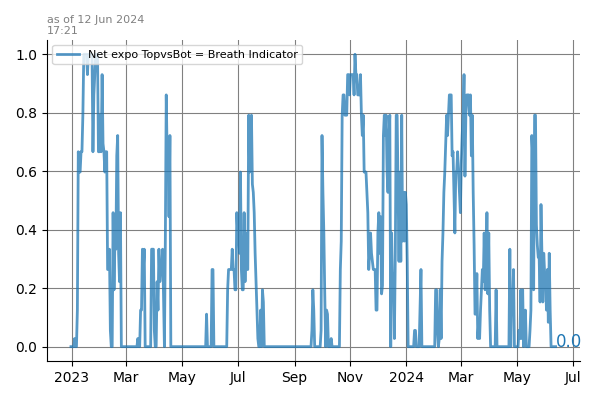 as of 12 Jun 2024
17:21
Net expo TopvsBot = Breath Indicator
1.0
0.8
0.6
0.4
0.2
0.0
0.0
2023 Mar May Jul Sep Nov 2024 Mar May Jul